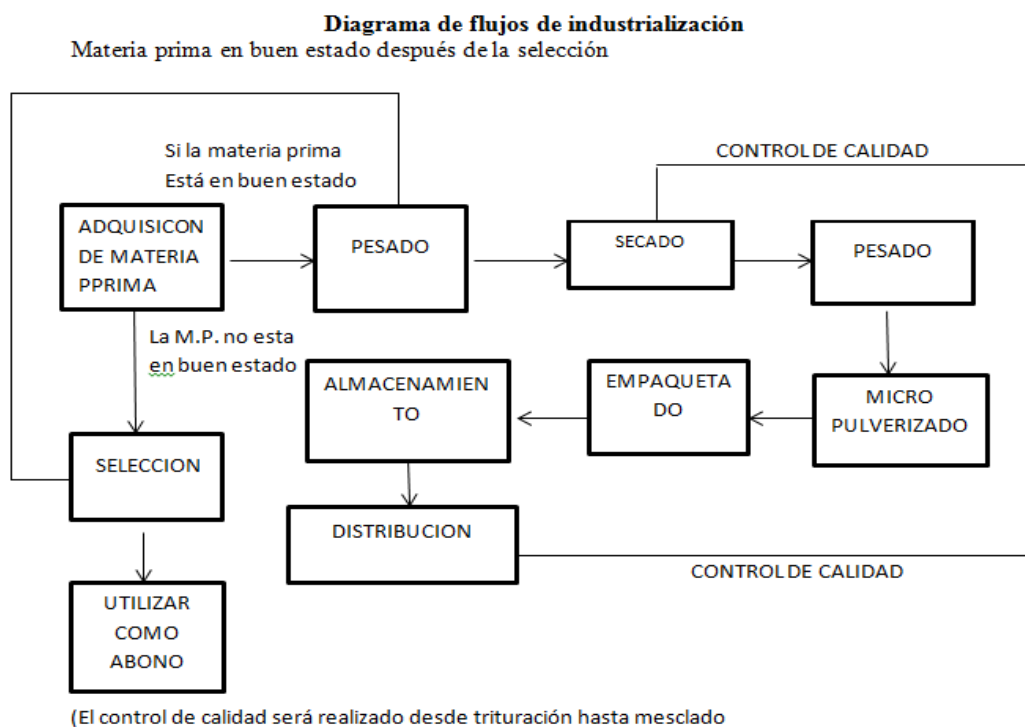 Diagrama de flujos de industrialización
Materia prima en buen estado después de la selección
Si la materia prima
Está en buen estado
CONTROL DE CALIDAD
ADQUISICON
DE MATERIA
PPRIMA
PESADO
SECADO
PESADO
La M.P. no esta
en buen estado
ALMACENAMIEN
TO
EMPAQUETA
DO
MICRO
PULVERIZADO
SELECCION
DISTRIBUCION
CONTROL DE CALIDAD
UTILIZAR
COMO
ABONO
(El control de calidad será realizado desde trituración hasta mesclado